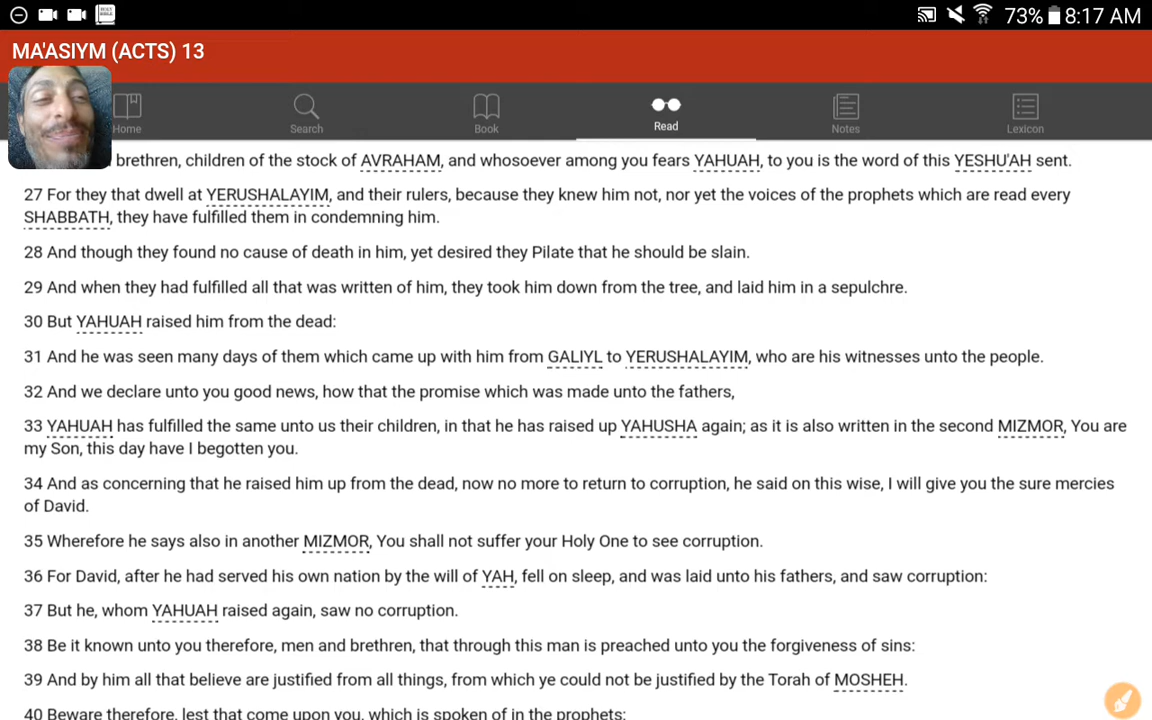 73% 8:17 AM
MA'ASIYM (ACTS) 13
Home
Search
Book
Read
Notes
Lexicon
brethren, children of the stock of AVRAHAM, and whosoever among you fears YAHUAH, to you is the word of this YESHU'AH sent.
27 For they that dwell at YERUSHALAYIM, and their rulers, because they knew him not, nor yet the voices of the prophets which are read every
SHABBATH, they have fulfilled them in condemning him.
28 And though they found no cause of death in him, yet desired they Pilate that he should be slain.
29 And when they had fulfilled all that was written of him, they took him down from the tree, and laid him in a sepulchre.
30 But YAHUAH raised him from the dead:
31 And he was seen many days of them which came up with him from GALIYL to YERUSHALAYIM, who are his witnesses unto the people.
32 And we declare unto you good news, how that the promise which was made unto the fathers,
33 YAHUAH has fulfilled the same unto us their children, in that he has raised up YAHUSHA again; as it is also written in the second MIZMOR, You are
my Son, this day have I begotten you.
34 And as concerning that he raised him up from the dead, now no more to return to corruption, he said on this wise, I will give you the sure mercies
of David.
35 Wherefore he says also in another MIZMOR, You shall not suffer your Holy One to see corruption.
36 For David, after he had served his own nation by the will of YAH, fell on sleep, and was laid unto his fathers, and saw corruption:
37 But he, whom YAHUAH raised again, saw no corruption.
38 Be it known unto you therefore, men and brethren, that through this man is preached unto you the forgiveness of sins:
39 And by him all that believe are justified from all things, from which ye could not be justified by the Torah of MOSHEH.
40 Beware therefore, lest that come upon you, which is spoken of in the prophets;